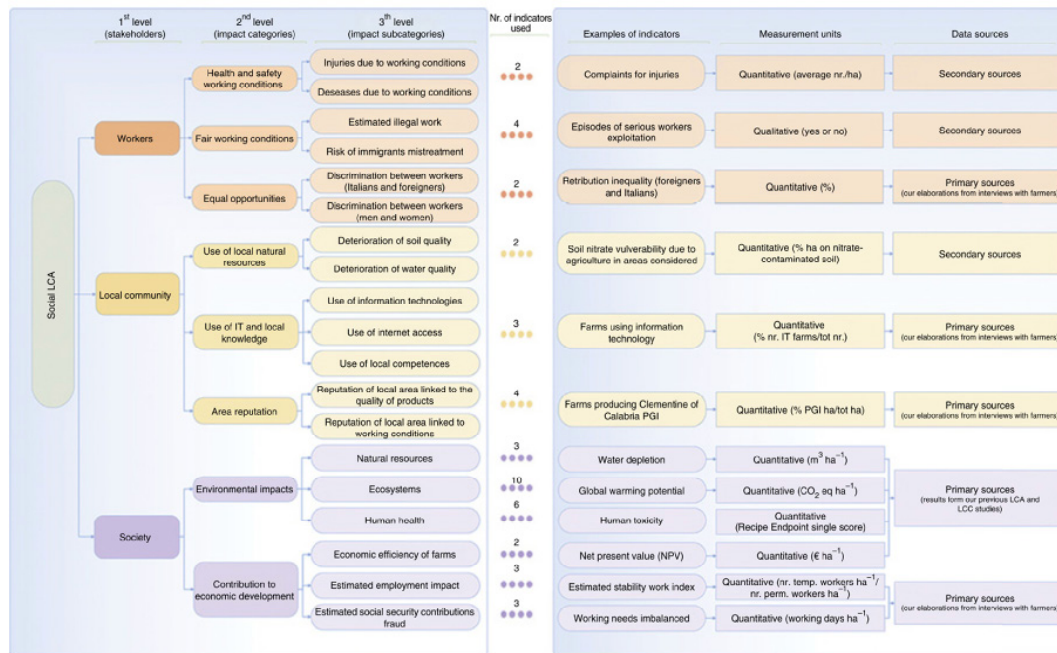 1st level
(stakeholders)
2nd level
(impact categories)
3th level
(impact subcategories)
Nr. of indicators
used
Examples of indicators
Measurement units
Data sources
Social LCA
Workers
Health and safety
working conditions
Injuries due to working conditions
Deseases due to working conditions
2
Complaints for injuries
Quantitative (average nr./ha)
Secondary sources
Fair working conditions
Estimated illegal work
Risk of immigrants mistreatment
4
Episodes of serious workers
exploitation
Qualitative (yes or no)
Secondary sources
Equal opportunities
Discrimination between workers
(Italians and foreigners)
Discrimination between workers
(men and women)
2
Retribution inequality (foreigners
and Italians)
Quantitative (%)
Primary sources
(our elaborations from interviews with farmers)
Local community
Use of local natural
resources
Deterioration of soil quality
Deterioration of water quality
2
Soil nitrate vulnerability due to
agriculture in areas considered
Quantitative (% ha on nitrate-
contaminated soil)
Secondary sources
Use of IT and local
knowledge
Use of information technologies
Use of internet access
Use of local competences
3
Farms using information
technology
Quantitative
(% nr. IT farms/tot nr.)
Primary sources
(our elaborations from interviews with farmers)
Area reputation
Reputation of local area linked to the
quality of products
Reputation of local area linked to
working conditions
4
Farms producing Clementine of
Calabria PGI
Quantitative (% PGI ha/tot ha)
Primary sources
(our elaborations from interviews with farmers)
Society
Environmental impacts
Natural resources
3
Water depletion
Quantitative (m³ ha⁻¹)
Ecosystems
10
Global warming potential
Quantitative (CO₂ eq ha⁻¹)
Human health
6
Human toxicity
Quantitative
(Recipe Endpoint single score)
Primary sources
(results form our previous LCA and
LCC studies)
Contribution to
economic development
Economic efficiency of farms
2
Net present value (NPV)
Quantitative (€ ha⁻¹)
Estimated employment impact
3
Estimated stability work index
Quantitative (nr. temp. workers ha⁻¹/
nr. perm. workers ha⁻¹)
Estimated social security contributions
fraud
3
Working needs imbalanced
Quantitative (working days ha⁻¹)
Primary sources
(our elaborations from interviews with farmers)